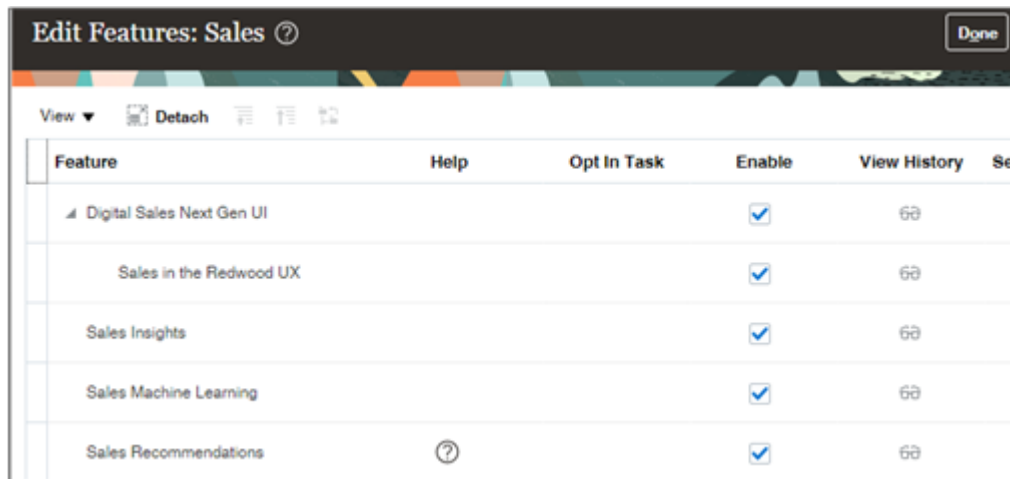 Edit Features: Sales ?
Done
View ▼ Detach
Feature Help Opt In Task Enable View History Se
Digital Sales Next Gen UI
Sales in the Redwood UX
Sales Insights
Sales Machine Learning
Sales Recommendations ?